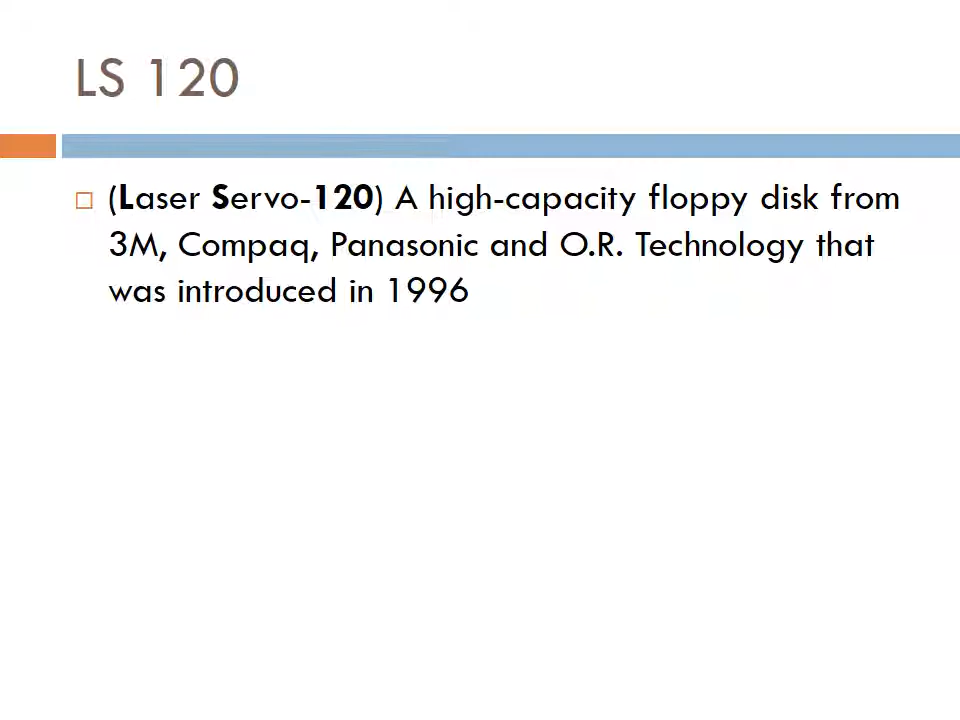 LS 120
(Laser Servo-120) A high-capacity floppy disk from
3M, Compaq, Panasonic and O.R. Technology that
was introduced in 1996